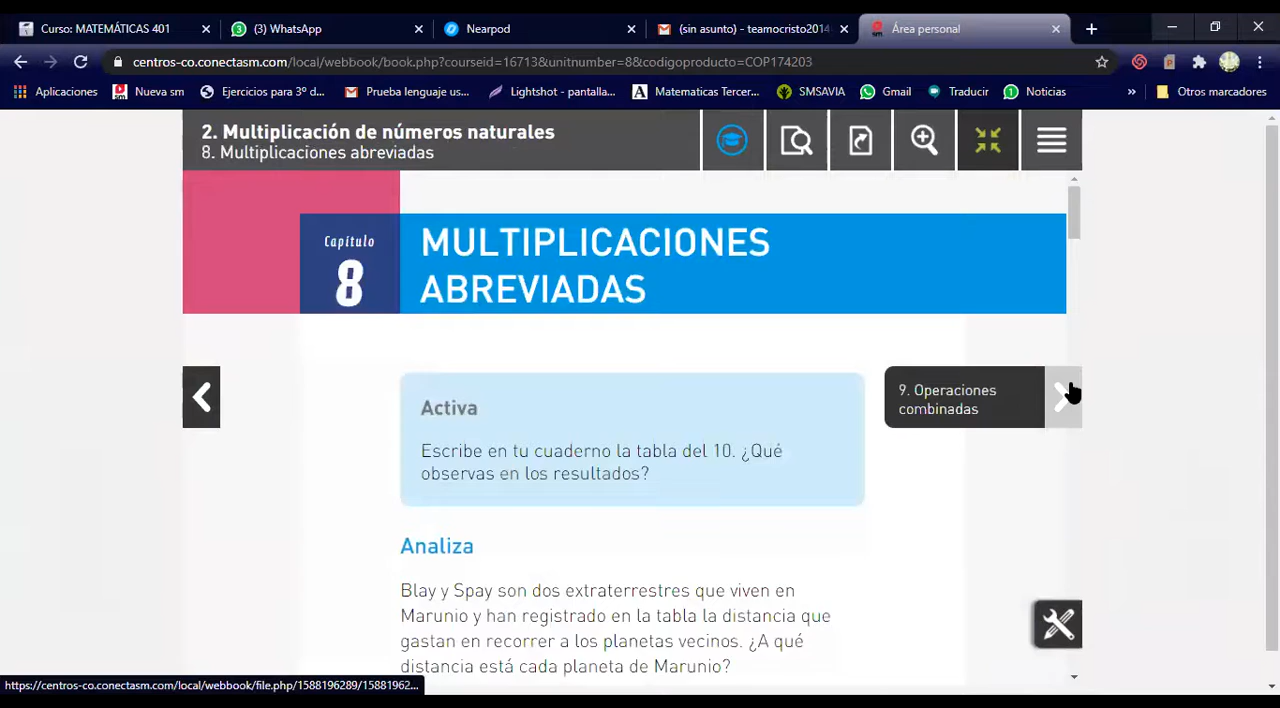 Curso: MATEMÁTICAS 401
(3) WhatsApp
Nearpod
(sin asunto) - teamocristo2014
Área personal
centros-co.conectasm.com/local/webbook/book.php?courseid=16713&unitnumber=8&codigoproducto=COP174203
Aplicaciones
Nueva sm
Ejercicios para 3º d...
Prueba lenguaje us...
Lightshot - pantalla...
Matematicas Tercer...
SMSAVIA
Gmail
Traducir
Noticias
»
Otros marcadores
2. Multiplicación de números naturales
8. Multiplicaciones abreviadas
Capítulo
8
MULTIPLICACIONES
ABREVIADAS
9. Operaciones
combinadas
Activa
Escribe en tu cuaderno la tabla del 10. ¿Qué
observas en los resultados?
Analiza
Blay y Spay son dos extraterrestres que viven en
Marunio y han registrado en la tabla la distancia que
gastan en recorrer a los planetas vecinos. ¿A qué
distancia está cada planeta de Marunio?
https://centros-co.conectasm.com/local/webbook/file.php/1588196289/15881962...